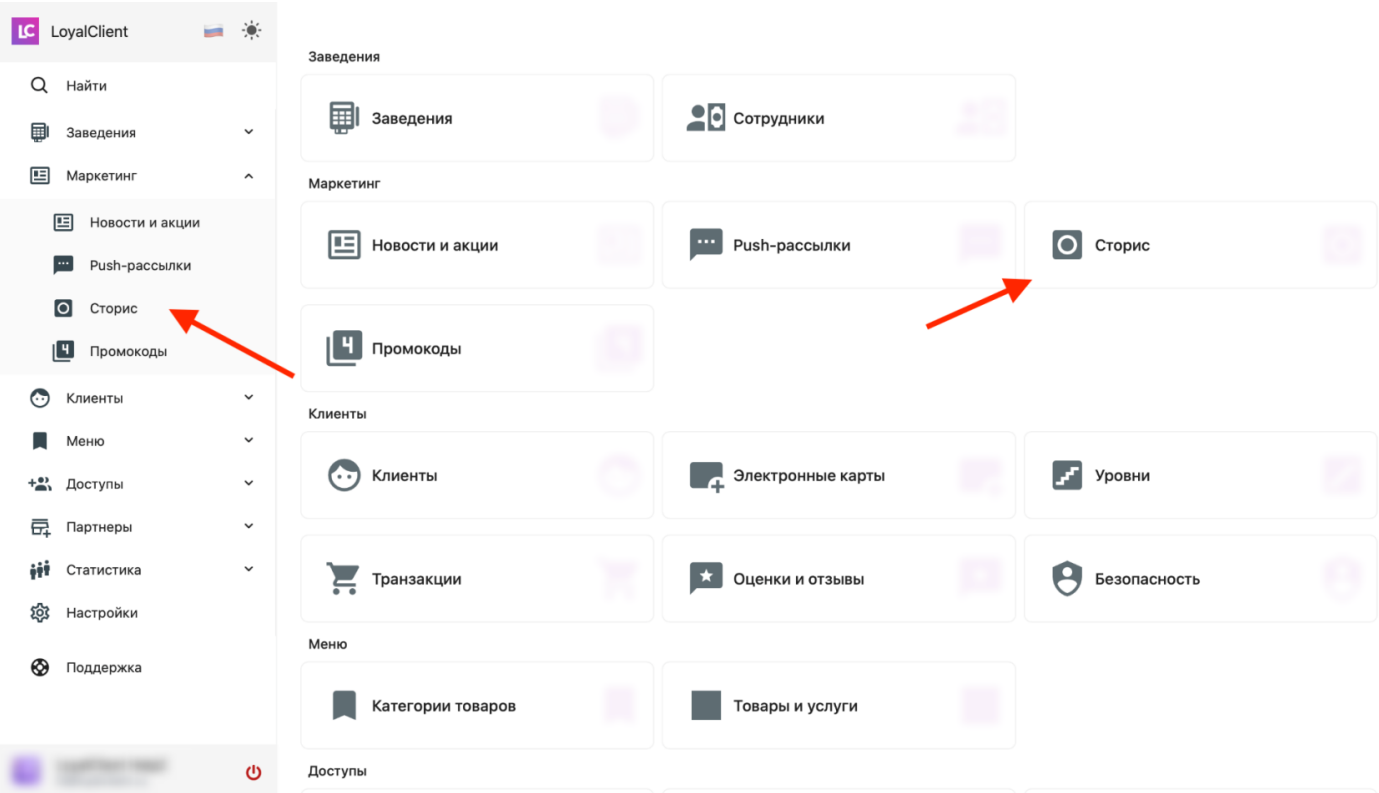 LC LoyalClient
Найти
Заведения
Маркетинг
Новости и акции
Push-рассылки
Сторис
Промокоды
Клиенты
Меню
Доступы
Партнеры
Статистика
Настройки
Поддержка
Заведения
Заведения
Сотрудники
Маркетинг
Новости и акции
Push-рассылки
Сторис
4 Промокоды
Клиенты
Клиенты
Электронные карты
Уровни
Транзакции
Оценки и отзывы
Безопасность
Меню
Категории товаров
Товары и услуги
Доступы